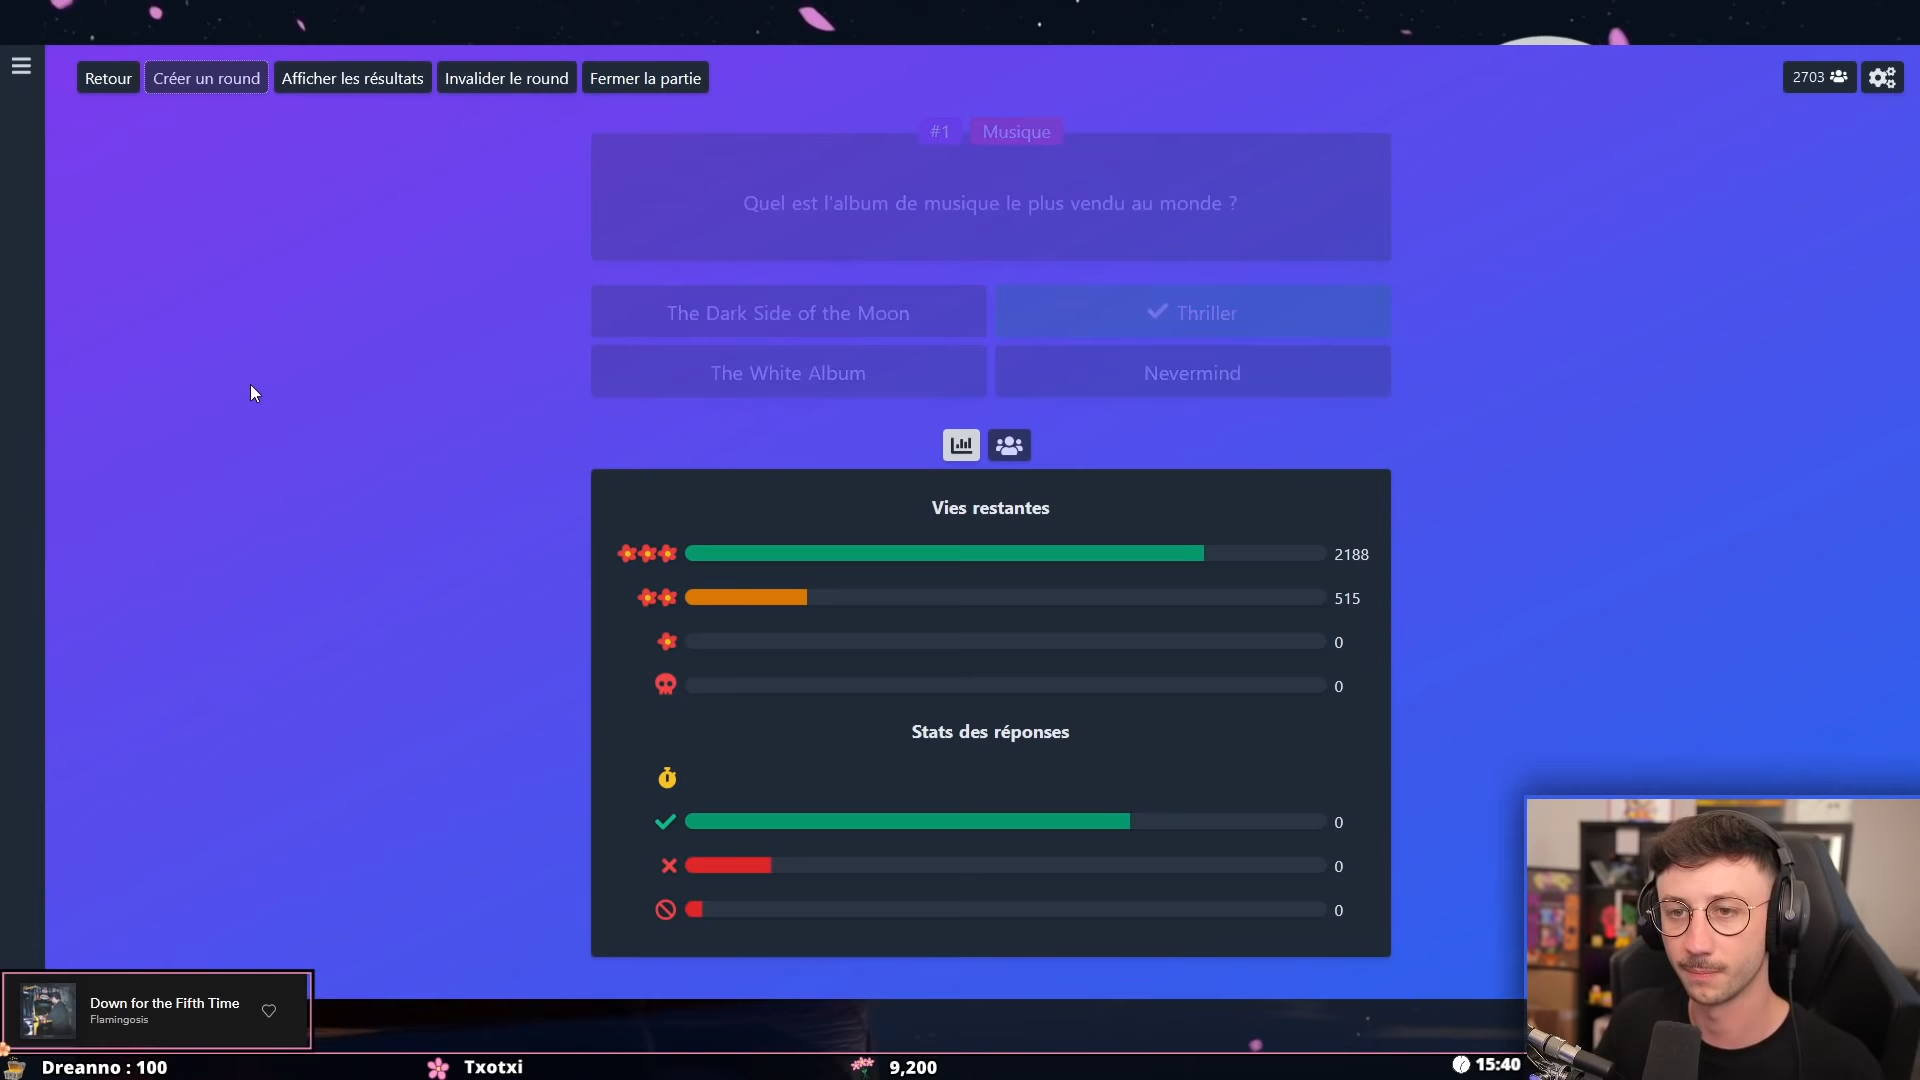 Retour
Créer un round
Afficher les résultats
Invalider le round
Fermer la partie
2703
#1
Musique
Quel est l'album de musique le plus vendu au monde ?
The Dark Side of the Moon
Thriller
The White Album
Nevermind
Vies restantes
2188
515
0
0
Stats des réponses
0
0
0
Down for the Fifth Time
Flamingosis
Dreanno : 100
Txotxi
9,200
15:40